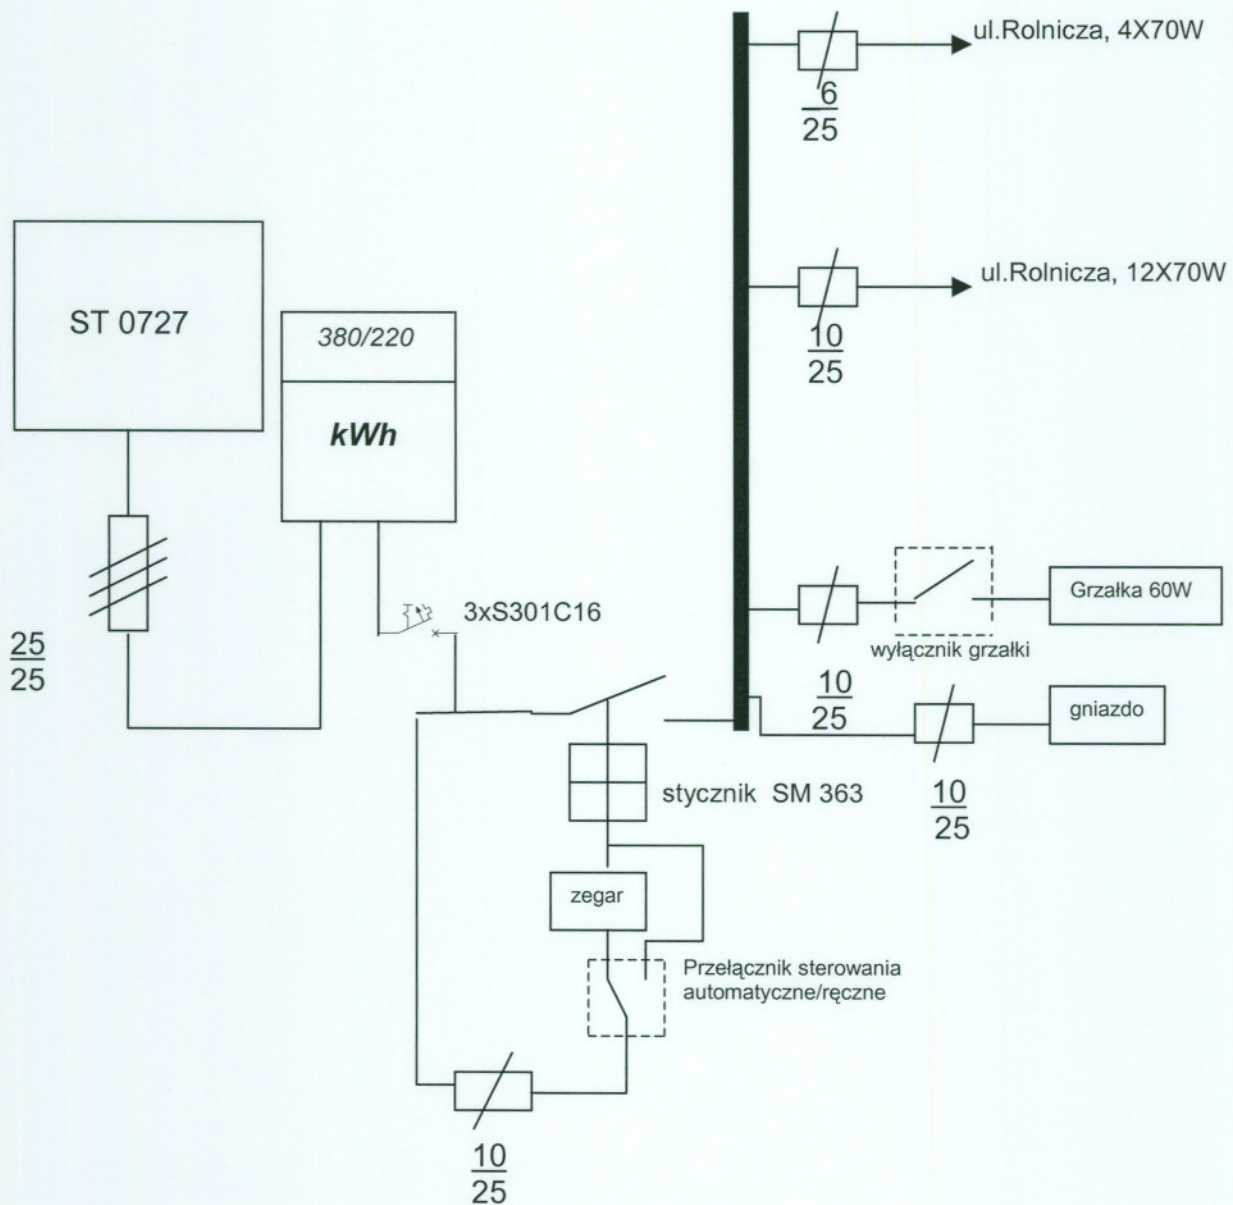 ul.Rolnicza, 4X70W
6
25
ST 0727
380/220
kWh
ul.Rolnicza, 12X70W
10
25
25
25
3xS301C16
Grzałka 60W
wyłącznik grzałki
10
25
gniazdo
10
25
stycznik SM 363
zegar
Przełącznik sterowania
automatyczne/ręczne
10
25